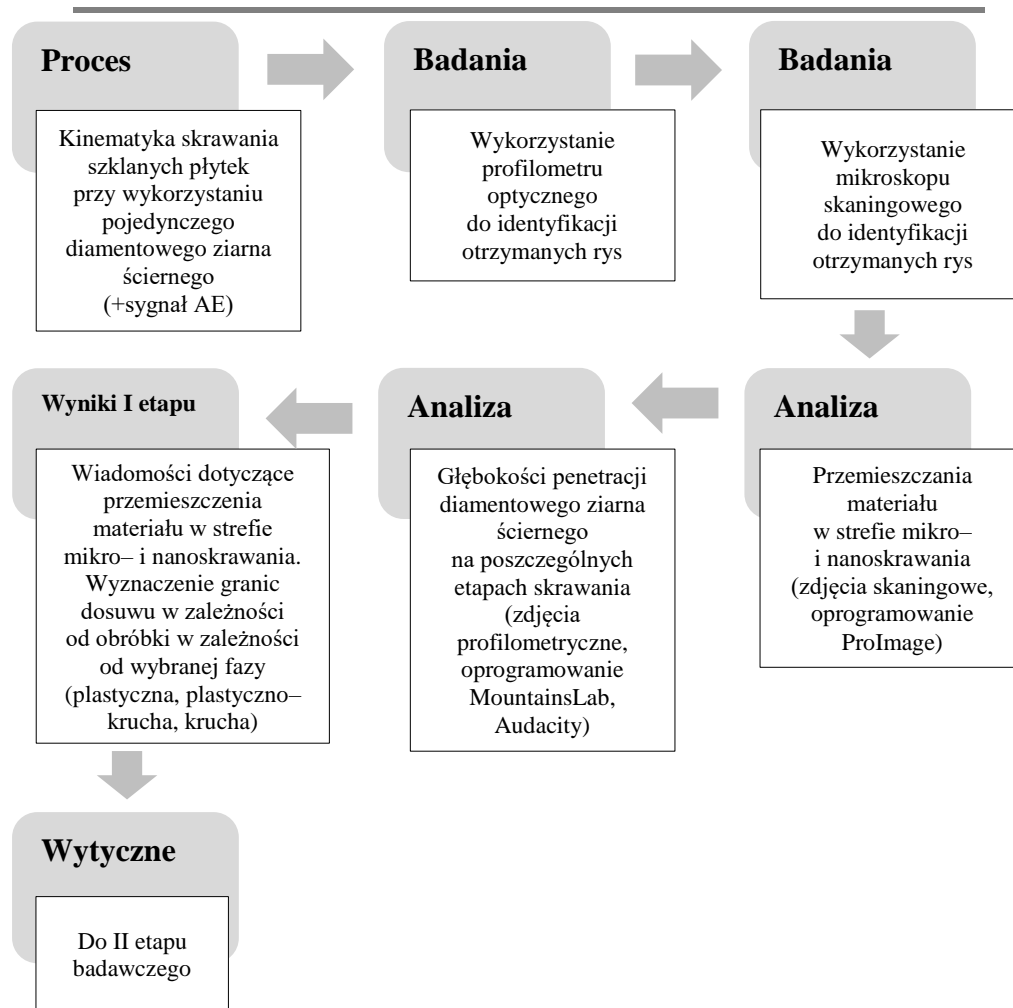 Proces
Kinematyka skrawania
szklanych płytek
przy wykorzystaniu
pojedynczego
diamentowego ziarna
ściernego
(+sygnał AE)
Badania
Wykorzystanie
profilometru
optycznego
do identyfikacji
otrzymanych rys
Badania
Wykorzystanie
mikroskopu
skaningowego
do identyfikacji
otrzymanych rys
Analiza
Przemieszczania
materiału
w strefie mikro–
i nanoskrawania
(zdjęcia skaningowe,
oprogramowanie
ProImage)
Analiza
Głębokości penetracji
diamentowego ziarna
ściernego
na poszczególnych
etapach skrawania
(zdjęcia
profilometryczne,
oprogramowanie
MountainsLab,
Audacity)
Wyniki I etapu
Wiadomości dotyczące
przemieszczenia
materiału w strefie
mikro– i nanoskrawania.
Wyznaczenie granic
dosuwu w zależności
od obróbki w zależności
od wybranej fazy
(plastyczna, plastyczno–
krucha, krucha)
Wytyczne
Do II etapu
badawczego